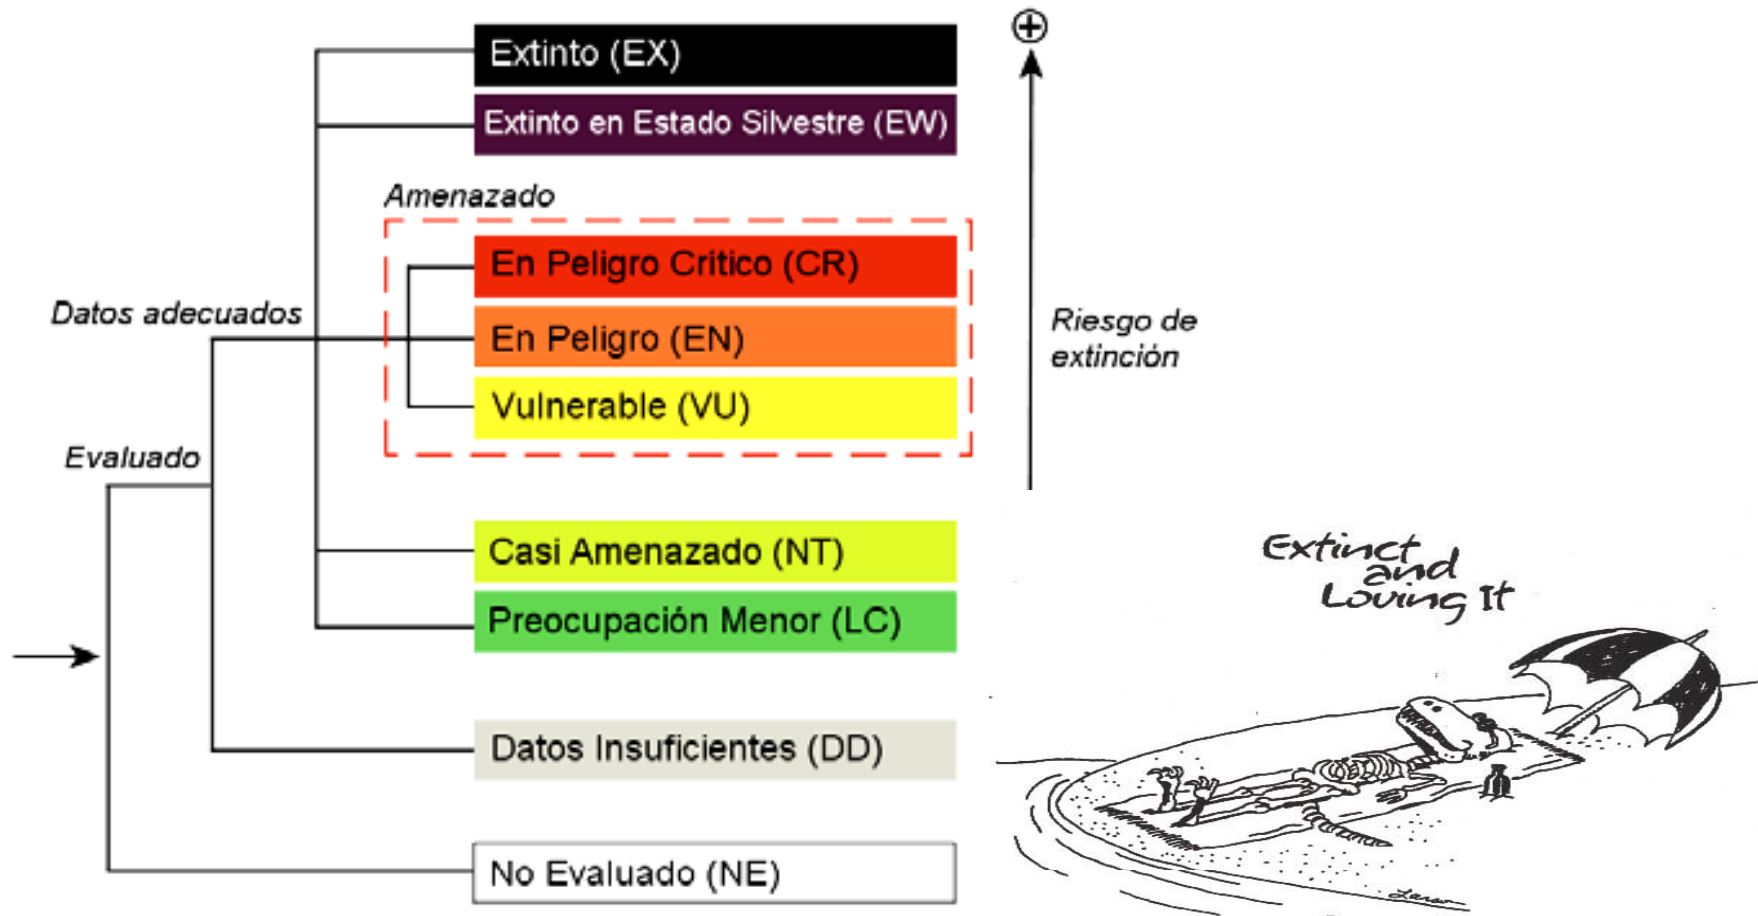 Extinto (EX)
Extinto en Estado Silvestre (EW)
Amenazado
En Peligro Critico (CR)
Datos adecuados
En Peligro (EN)
Vulnerable (VU)
Evaluado
Casi Amenazado (NT)
Preocupación Menor (LC)
Datos Insuficientes (DD)
No Evaluado (NE)
+
Riesgo de
extinción
Extinct
and
Loving It
Larson